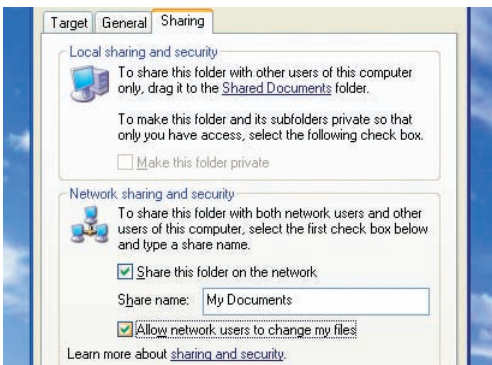 Target General Sharing
Local sharing and security
To share this folder with other users of this computer
only, drag it to the Shared Documents folder.
To make this folder and its subfolders private so that
only you have access, select the following check box.
Make this folder private
Network sharing and security
To share this folder with both network users and other
users of this computer, select the first check box below
and type a share name.
Share this folder on the network
Share name: My Documents
Allow network users to change my files
Learn more about sharing and security.